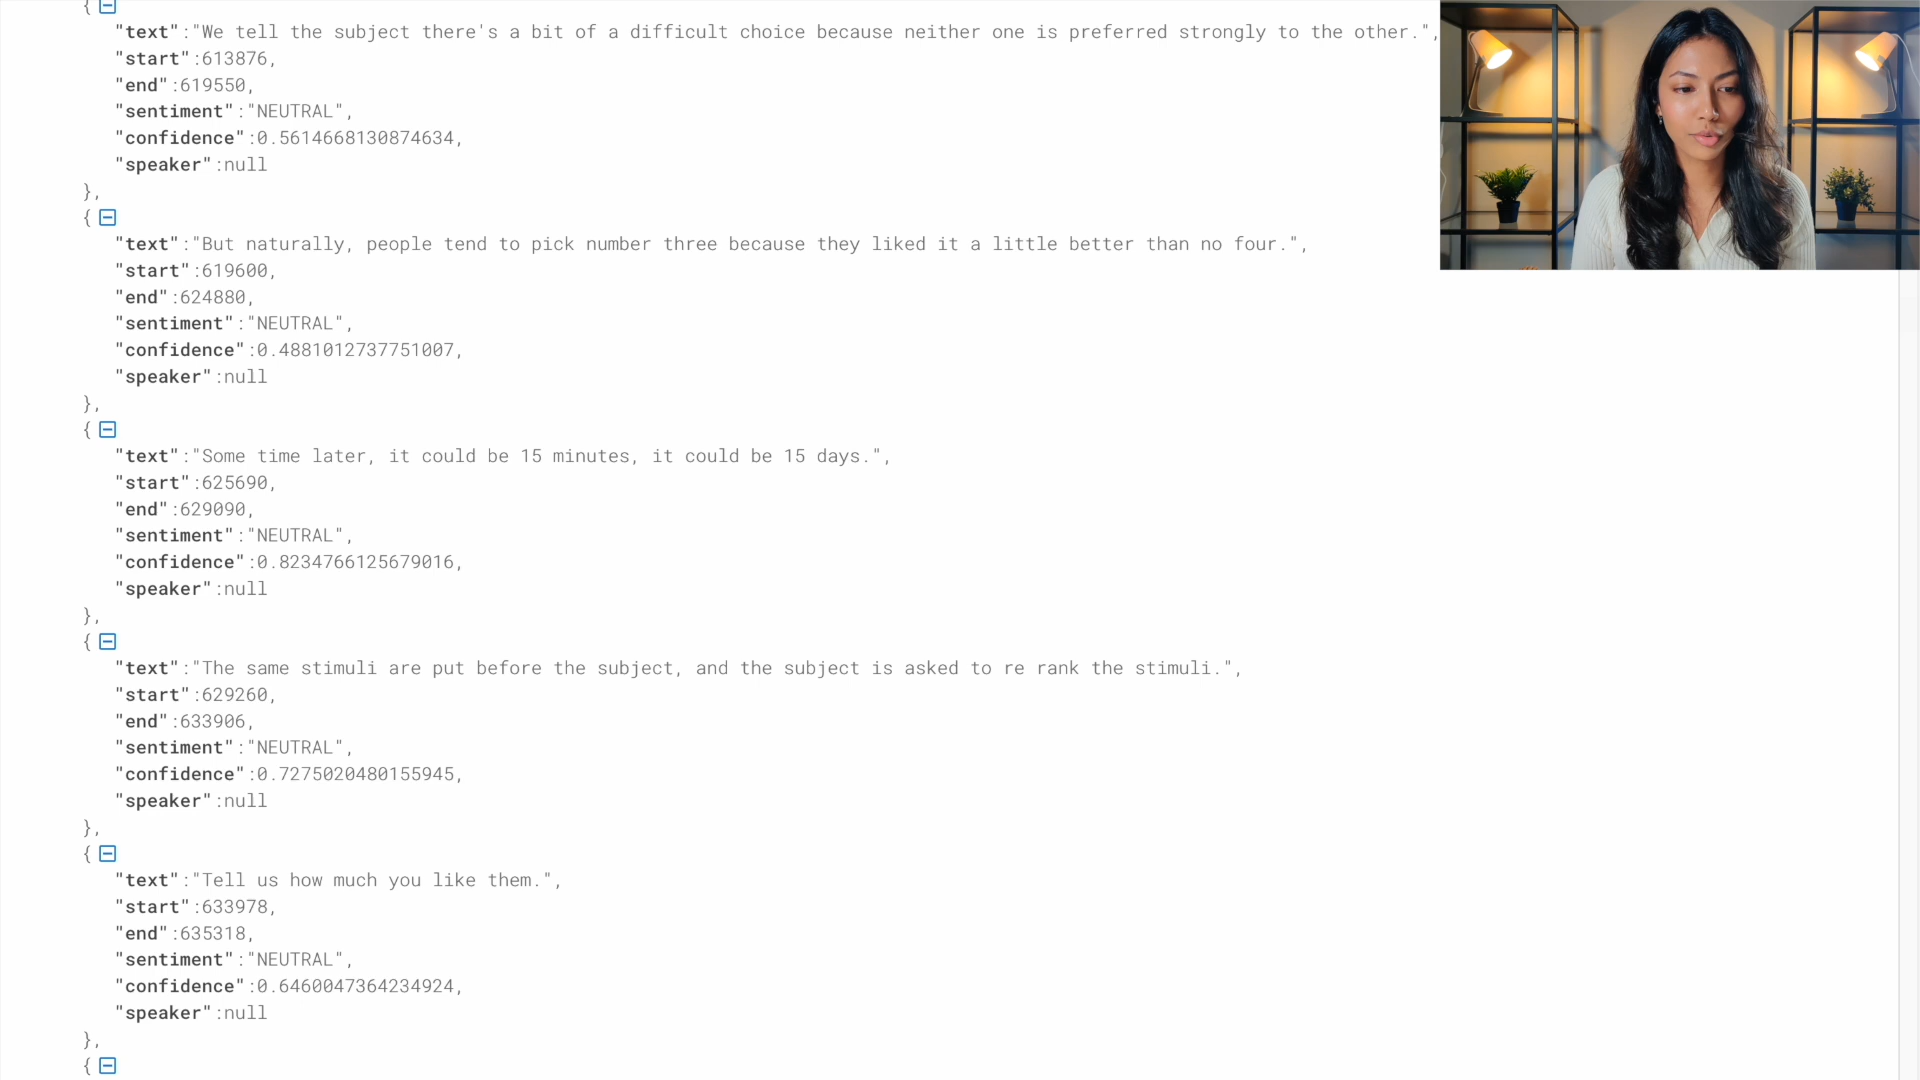 {
"text":"We tell the subject there's a bit of a difficult choice because neither one is preferred strongly to the other.",
"start":613876,
"end":619550,
"sentiment":"NEUTRAL",
"confidence":0.5614668130874634,
"speaker":null
},
{
"text":"But naturally, people tend to pick number three because they liked it a little better than no four.",
"start":619600,
"end":624880,
"sentiment":"NEUTRAL",
"confidence":0.4881012737751007,
"speaker":null
},
{
"text":"Some time later, it could be 15 minutes, it could be 15 days.",
"start":625690,
"end":629090,
"sentiment":"NEUTRAL",
"confidence":0.8234766125679016,
"speaker":null
},
{
"text":"The same stimuli are put before the subject, and the subject is asked to re rank the stimuli.",
"start":629260,
"end":633906,
"sentiment":"NEUTRAL",
"confidence":0.7275020480155945,
"speaker":null
},
{
"text":"Tell us how much you like them.",
"start":633978,
"end":635318,
"sentiment":"NEUTRAL",
"confidence":0.6460047364234924,
"speaker":null
},
{